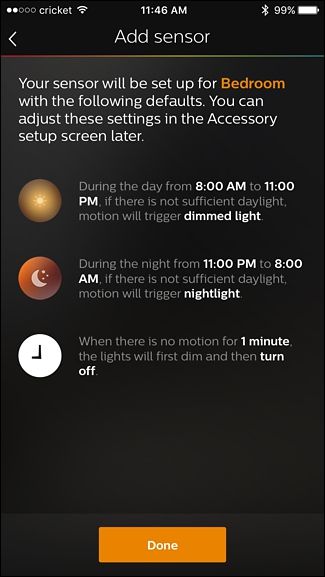 cricket 11:46 AM 99%
Add sensor
Your sensor will be set up for Bedroom
with the following defaults. You can
adjust these settings in the Accessory
setup screen later.
During the day from 8:00 AM to 11:00
PM, if there is not sufficient daylight,
motion will trigger dimmed light.
During the night from 11:00 PM to 8:00
AM, if there is not sufficient daylight,
motion will trigger nightlight.
When there is no motion for 1 minute,
the lights will first dim and then turn
off.
Done